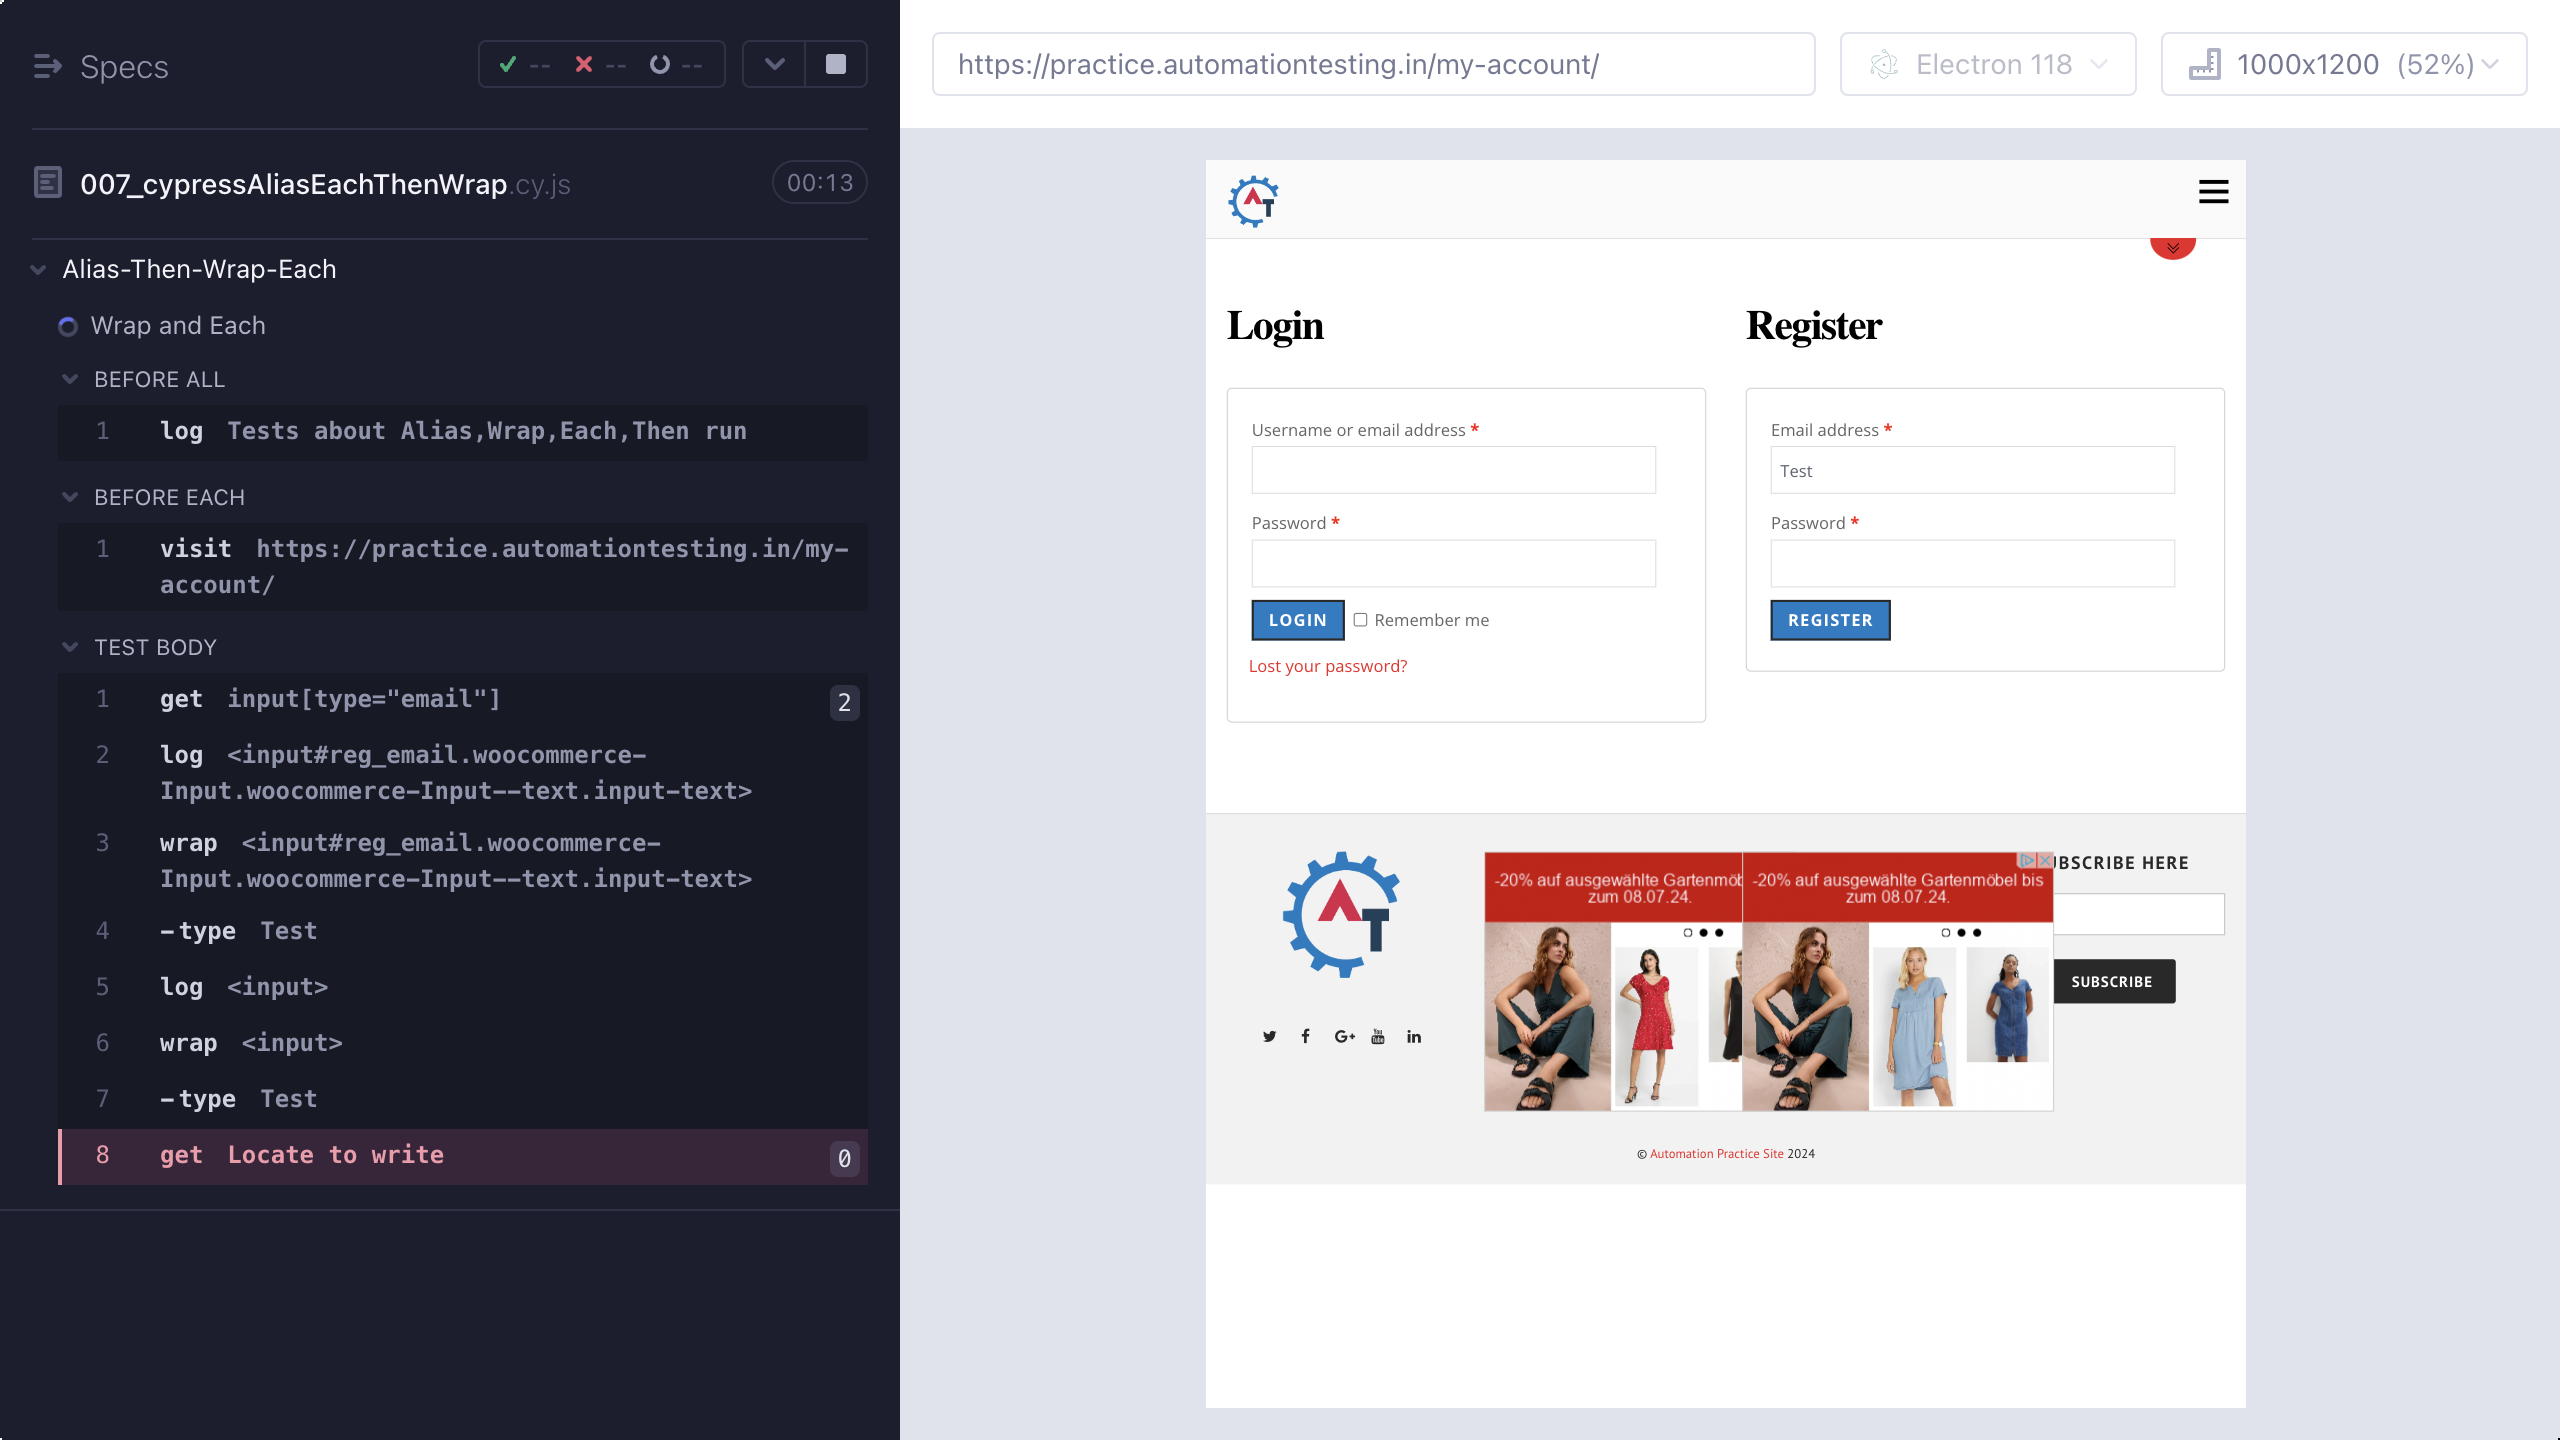 Specs
--
--
--
007_cypressAliasEachThenWrap.cy.js
00:13
Alias-Then-Wrap-Each
Wrap and Each
BEFORE ALL
1 log Tests about Alias,Wrap,Each,Then run
BEFORE EACH
1 visit https://practice.automationtesting.in/my-
account/
TEST BODY
1 get input[type="email"] 2
2 log <input#reg_email.woocommerce-
Input.woocommerce-Input--text.input-text>
3 wrap <input#reg_email.woocommerce-
Input.woocommerce-Input--text.input-text>
4 -type Test
5 log <input>
6 wrap <input>
7 -type Test
8 get Locate to write 0
https://practice.automationtesting.in/my-account/
Electron 118
1000x1200 (52%)
AT
Login
Username or email address *
Password *
LOGIN Remember me
Lost your password?
Register
Email address *
Test
Password *
REGISTER
AT
-20% auf ausgewählte Gartenmöb
zum 08.07.24.
-20% auf ausgewählte Gartenmöbel bis
zum 08.07.24.
UBSCRIBE HERE
SUBSCRIBE
You
Tube
© Automation Practice Site 2024